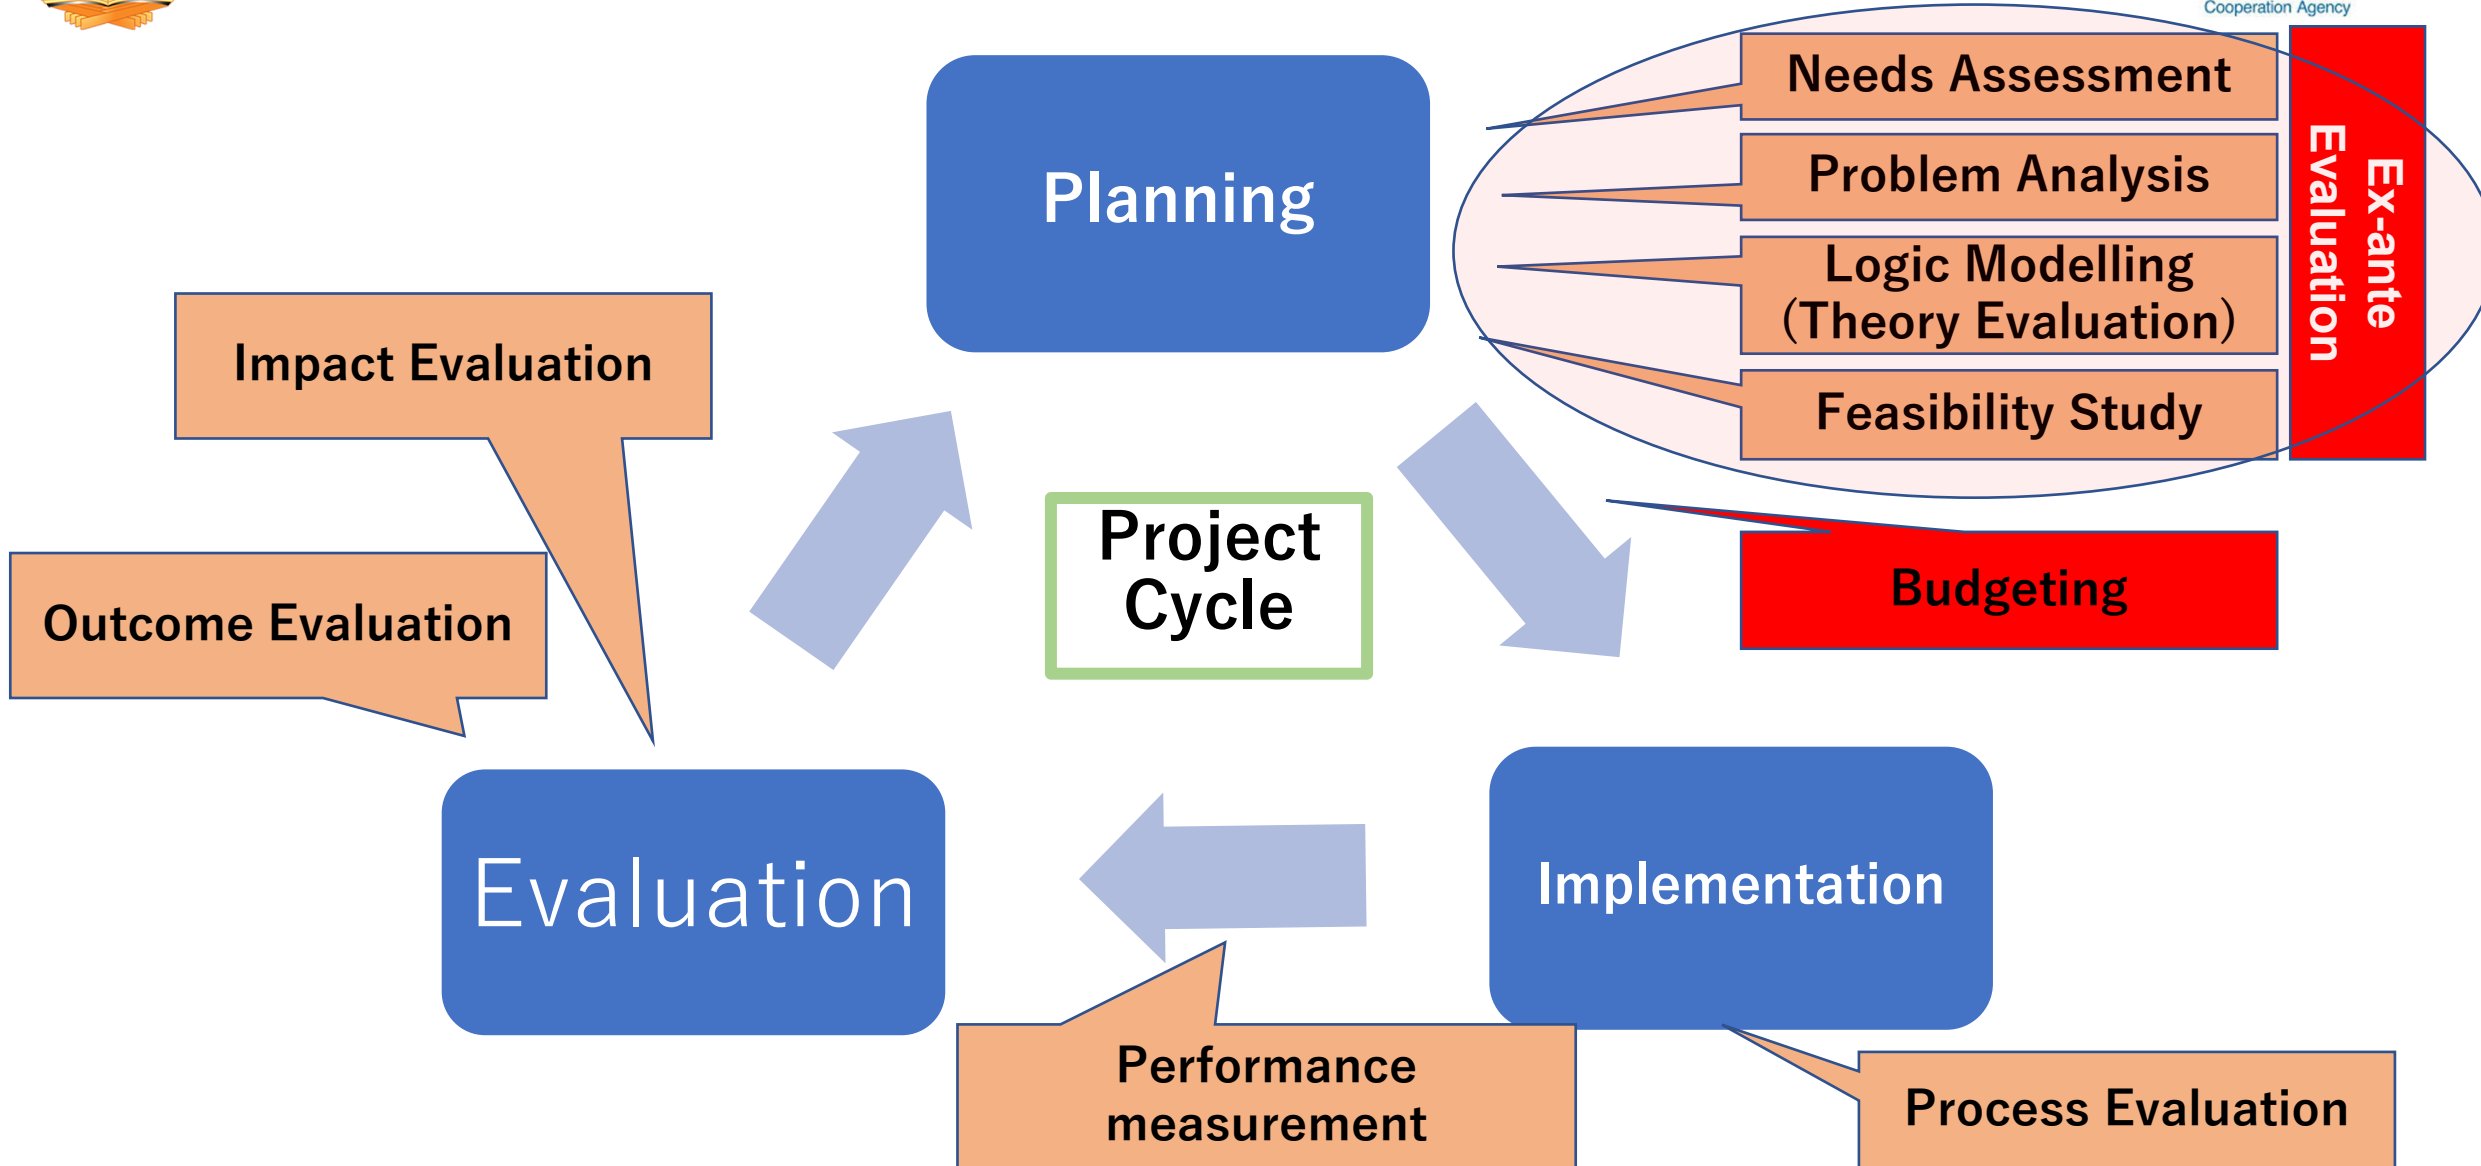 Cooperation Agency
Needs Assessment
Problem Analysis
Logic Modelling
(Theory Evaluation)
Feasibility Study
Ex-ante
Evaluation
Planning
Impact Evaluation
Project
Cycle
Budgeting
Outcome Evaluation
Evaluation
Implementation
Performance
measurement
Process Evaluation